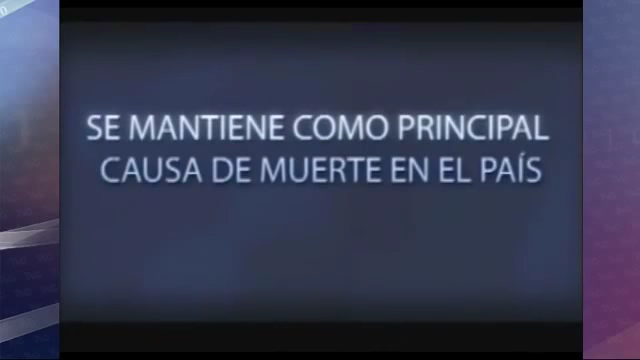 SE MANTIENE COMO PRINCIPAL
CAUSA DE MUERTE EN EL PAÍS